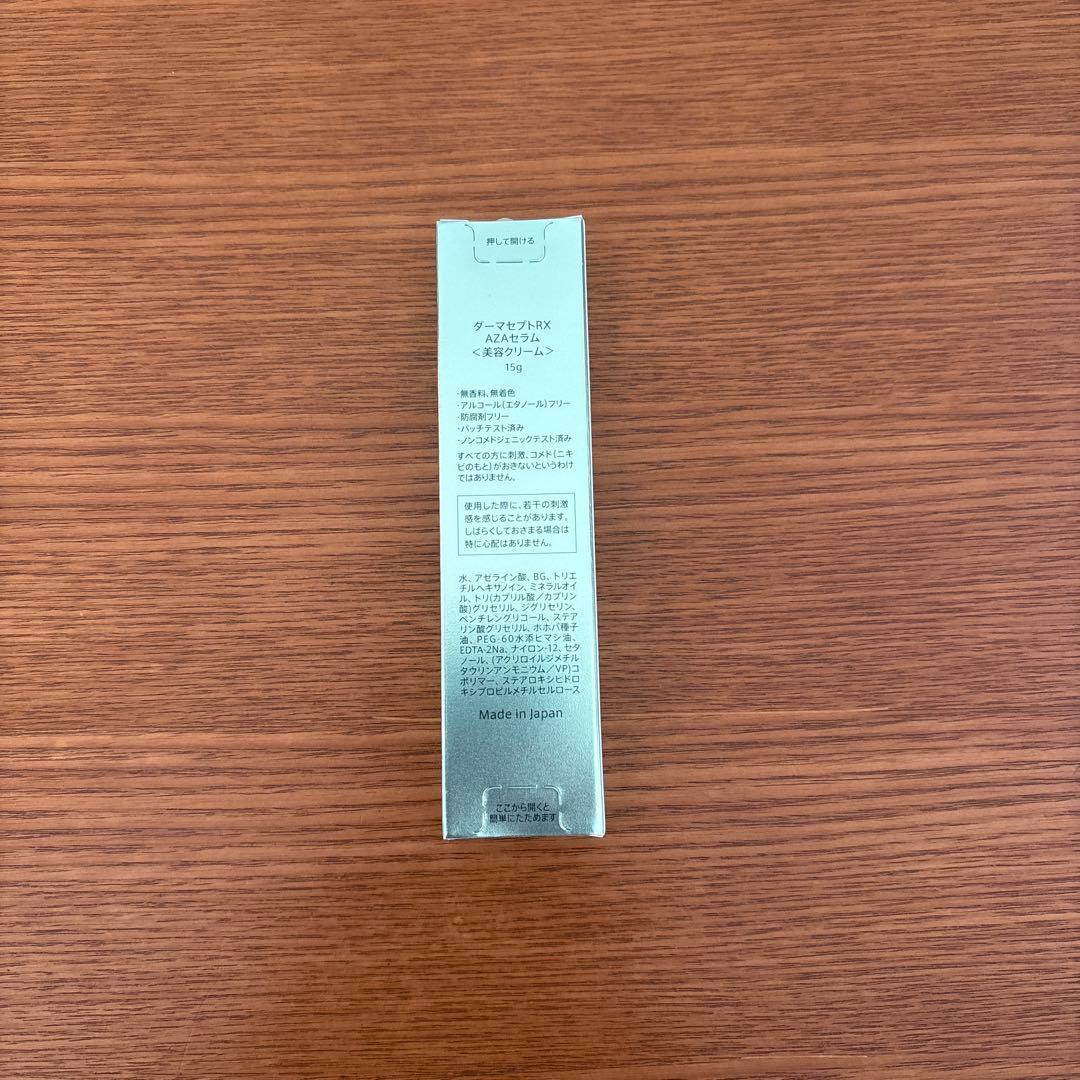 押して開ける
ダーマセプトRX
AZAセラム
＜美容クリーム＞
15g
･無香料、無着色
･アルコール(エタノール)フリー
･防腐剤フリー
･パッチテスト済み
･ノンコメドジェニックテスト済み
すべての方に刺激、コメド(ニキ
ビのもと)がおきないというわけ
ではありません。
使用した際に、若干の刺激
感を感じることがあります。
しばらくしておさまる場合は
特に心配はありません。
水、アゼライン酸、BG、トリエ
チルヘキサノイン、ミネラルオイ
ル、トリ(カプリル酸／カプリン
酸)グリセリル、ジグリセリン、
ペンチレングリコール、ステア
リン酸グリセリル、ホホバ種子
油、PEG-60水添ヒマシ油、
EDTA-2Na、ナイロン-12、セタ
ノール、(アクリロイルジメチル
タウリンアンモニウム／VP)コ
ポリマー、ステアロキシヒドロ
キシプロピルメチルセルロース
Made in Japan
ここから開くと
簡単にたためます